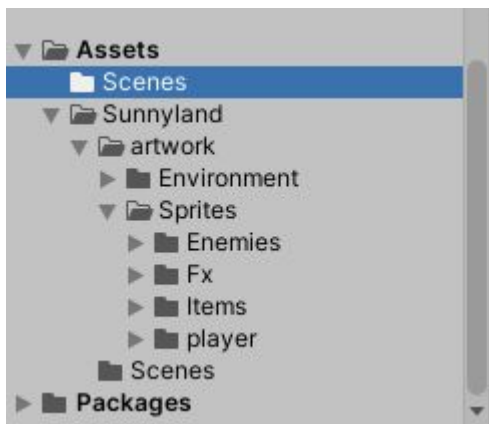 Assets
Scenes
Sunnyland
artwork
Environment
Sprites
Enemies
Fx
Items
player
Scenes
Packages